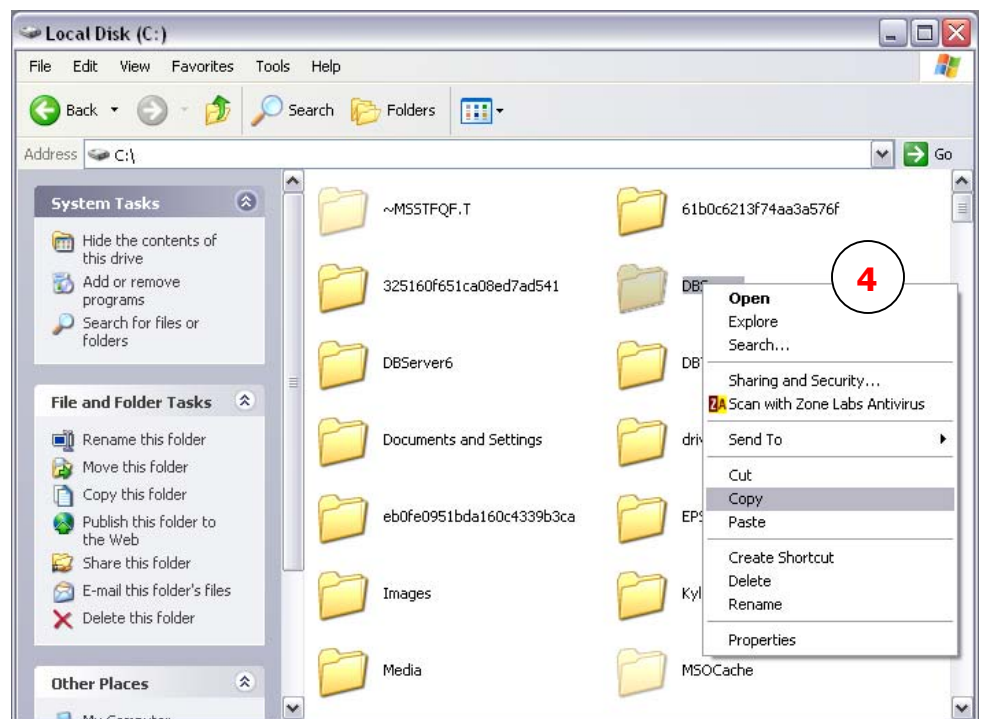 Local Disk (C:)
File Edit View Favorites Tools Help
Back Search Folders
Address C:\ Go
System Tasks
Hide the contents of
this drive
Add or remove
programs
Search for files or
folders
File and Folder Tasks
Rename this folder
Move this folder
Copy this folder
Publish this folder to
the Web
Share this folder
E-mail this folder's files
Delete this folder
Other Places
~MSSTFQF.T
61b0c6213f74aa3a576f
325160f651ca08ed7ad541
DBServer6
Documents and Settings
eb0fe0951bda160c4339b3ca
Images
Media
MSOCache
4
Open
Explore
Search...
Sharing and Security...
ZA Scan with Zone Labs Antivirus
Send To
Cut
Copy
Paste
Create Shortcut
Delete
Rename
Properties